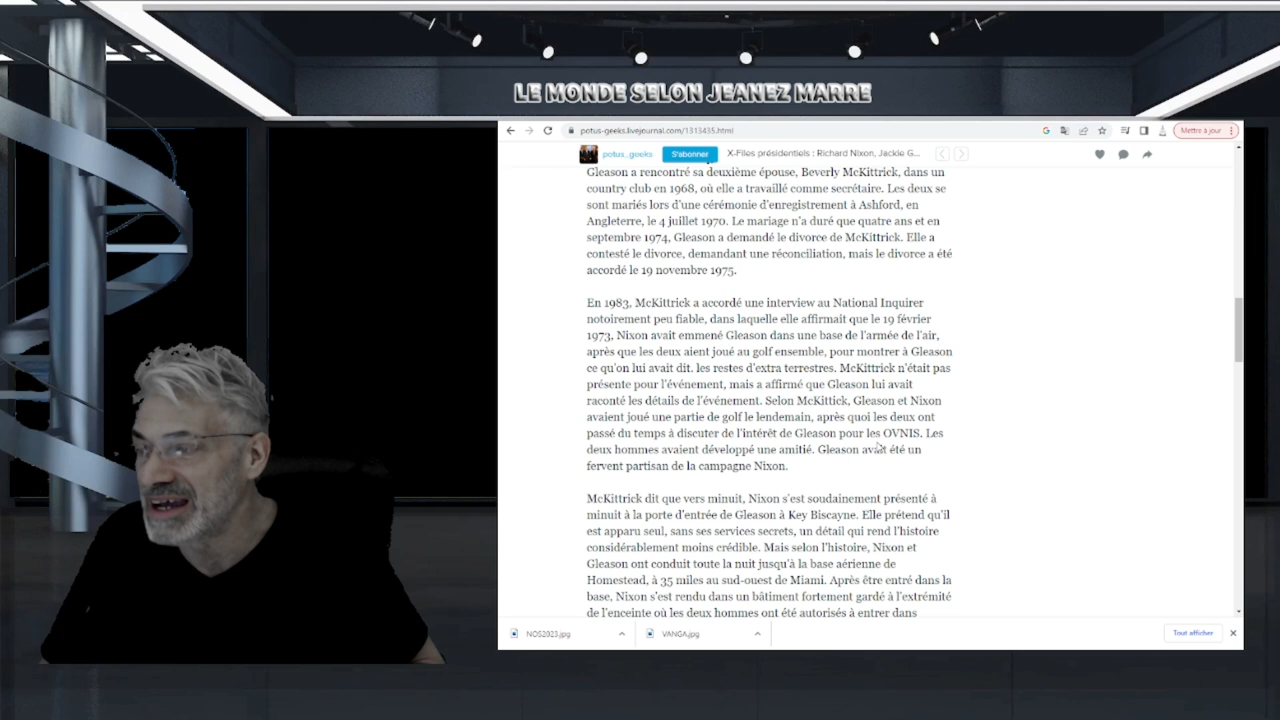 LE MONDE SELON JEANEZ MARRE
potus-geeks.livejournal.com/1313435.html
Mettre à jour
potus_geeks
S'abonner
X-Files présidentiels : Richard Nixon, Jackie G...
Gleason a rencontré sa deuxième épouse, Beverly McKittrick, dans un
country club en 1968, où elle a travaillé comme secrétaire. Les deux se
sont mariés lors d'une cérémonie d'enregistrement à Ashford, en
Angleterre, le 4 juillet 1970. Le mariage n'a duré que quatre ans et en
septembre 1974, Gleason a demandé le divorce de McKittrick. Elle a
contesté le divorce, demandant une réconciliation, mais le divorce a été
accordé le 19 novembre 1975.
En 1983, McKittrick a accordé une interview au National Inquirer
notoirement peu fiable, dans laquelle elle affirmait que le 19 février
1973, Nixon avait emmené Gleason dans une base de l'armée de l'air,
après que les deux aient joué au golf ensemble, pour montrer à Gleason
ce qu'on lui avait dit. les restes d'extra terrestres. McKittrick n'était pas
présente pour l'événement, mais a affirmé que Gleason lui avait
raconté les détails de l'événement. Selon McKittick, Gleason et Nixon
avaient joué une partie de golf le lendemain, après quoi les deux ont
passé du temps à discuter de l'intérêt de Gleason pour les OVNIS. Les
deux hommes avaient développé une amitié. Gleason avait été un
fervent partisan de la campagne Nixon.
McKittrick dit que vers minuit, Nixon s'est soudainement présenté à
minuit à la porte d'entrée de Gleason à Key Biscayne. Elle prétend qu'il
est apparu seul, sans ses services secrets, un détail qui rend l'histoire
considérablement moins crédible. Mais selon l'histoire, Nixon et
Gleason ont conduit toute la nuit jusqu'à la base aérienne de
Homestead, à 35 miles au sud-ouest de Miami. Après être entré dans la
base, Nixon s'est rendu dans un bâtiment fortement gardé à l'extrémité
de l'enceinte où les deux hommes ont été autorisés à entrer dans
NOS2023.jpg
VANGA.jpg
Tout afficher